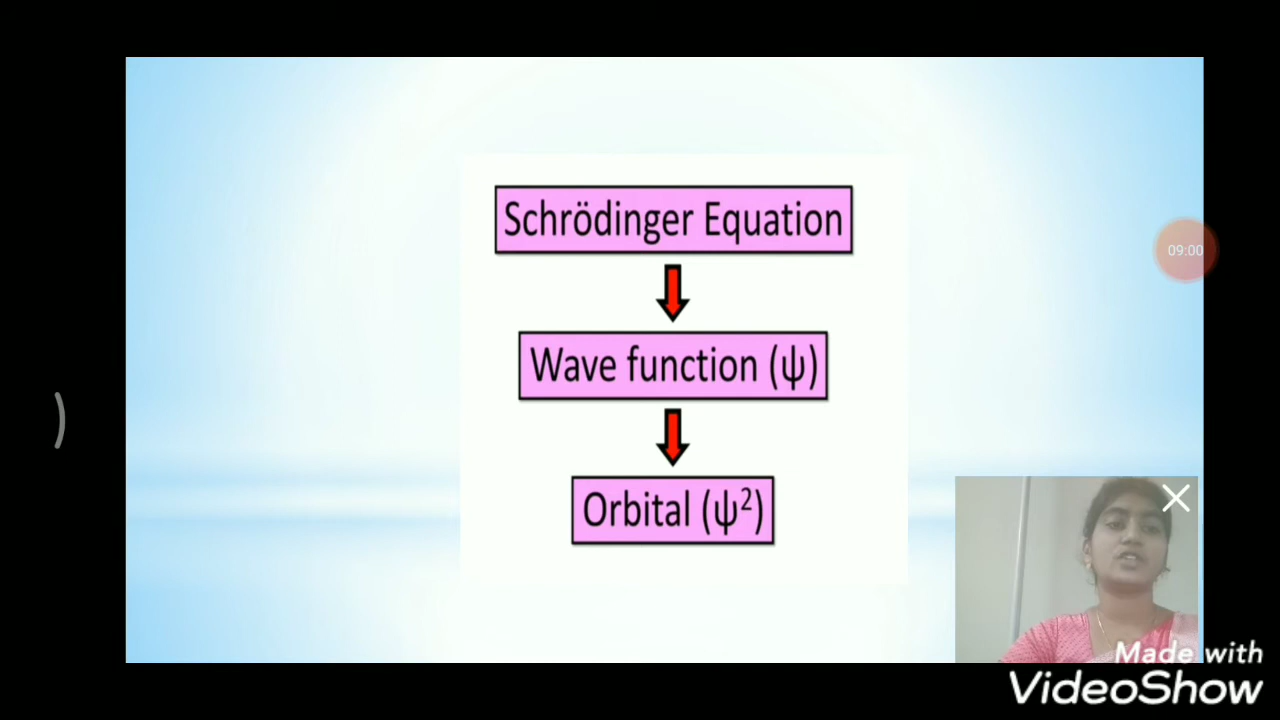 Schrödinger Equation
Wave function (ψ)
Orbital (ψ²)
09:00
Made with
VideoShow